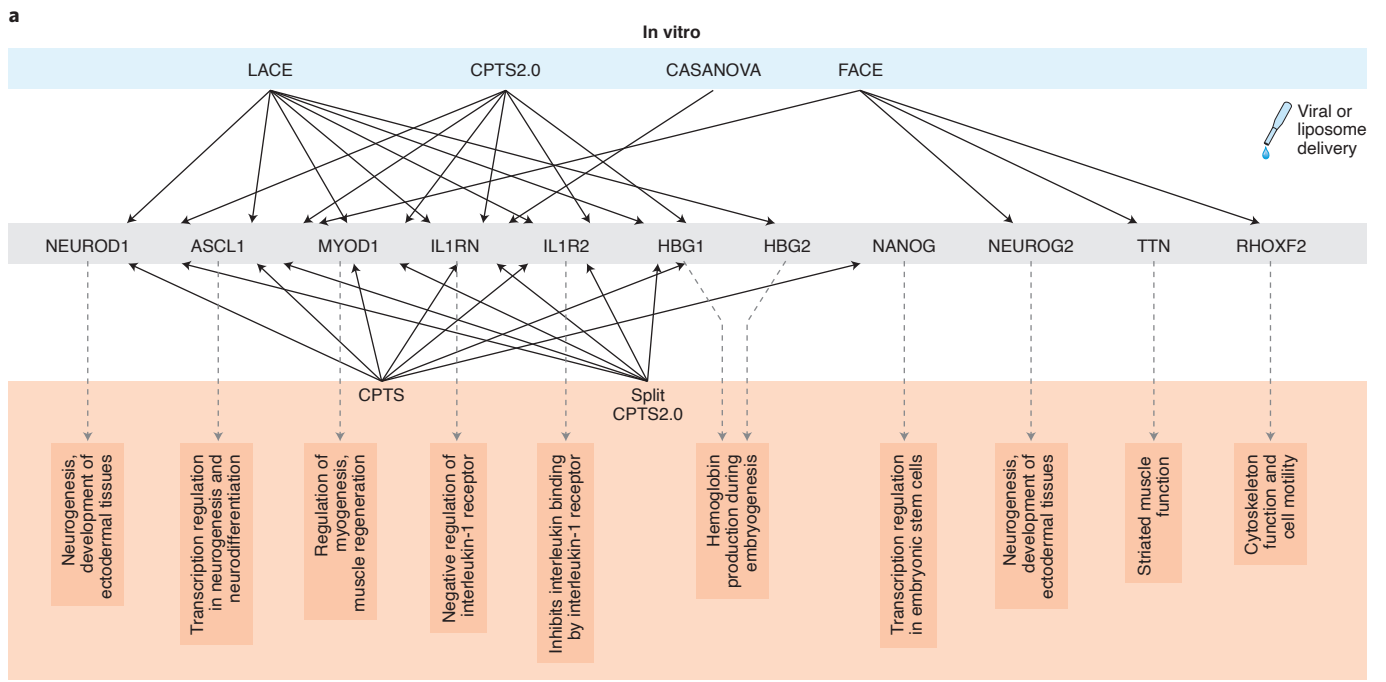 a
In vitro
LACE
CPTS2.0
CASANOVA
FACE
Viral or
liposome
delivery
NEUROD1
ASCL1
MYOD1
IL1RN
IL1R2
HBG1
HBG2
NANOG
NEUROG2
TTN
RHOXF2
CPTS
Split
CPTS2.0
Neurogenesis,
development of
ectodermal tissues
Transcription regulation
in neurogenesis and
neurodifferentiation
Regulation of
myogenesis,
muscle regeneration
Negative regulation of
interleukin-1 receptor
Inhibits interleukin binding
by interleukin-1 receptor
Hemoglobin
production during
embryogenesis
Transcription regulation
in embryonic stem cells
Neurogenesis,
development of
ectodermal tissues
Striated muscle
function
Cytoskeleton
function and
cell motility